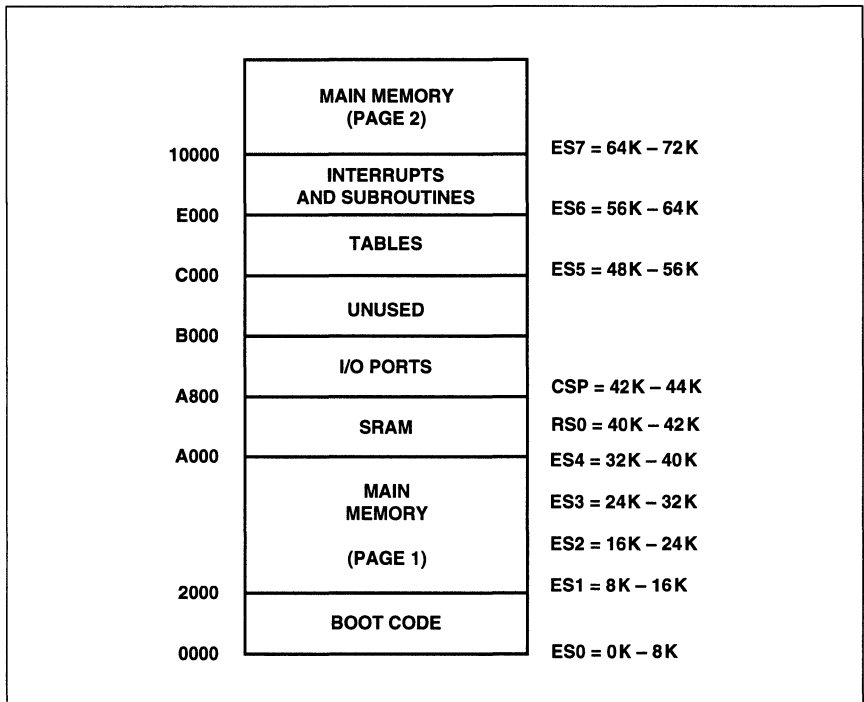 MAIN MEMORY
(PAGE 2)
10000
ES7 = 64K – 72K
INTERRUPTS
AND SUBROUTINES
E000
ES6 = 56K – 64K
TABLES
C000
ES5 = 48K – 56K
UNUSED
B000
I/O PORTS
A800
CSP = 42K – 44K
SRAM
RS0 = 40K – 42K
A000
ES4 = 32K – 40K
MAIN
MEMORY
ES3 = 24K – 32K
(PAGE 1)
ES2 = 16K – 24K
2000
ES1 = 8K – 16K
BOOT CODE
0000
ES0 = 0K – 8K